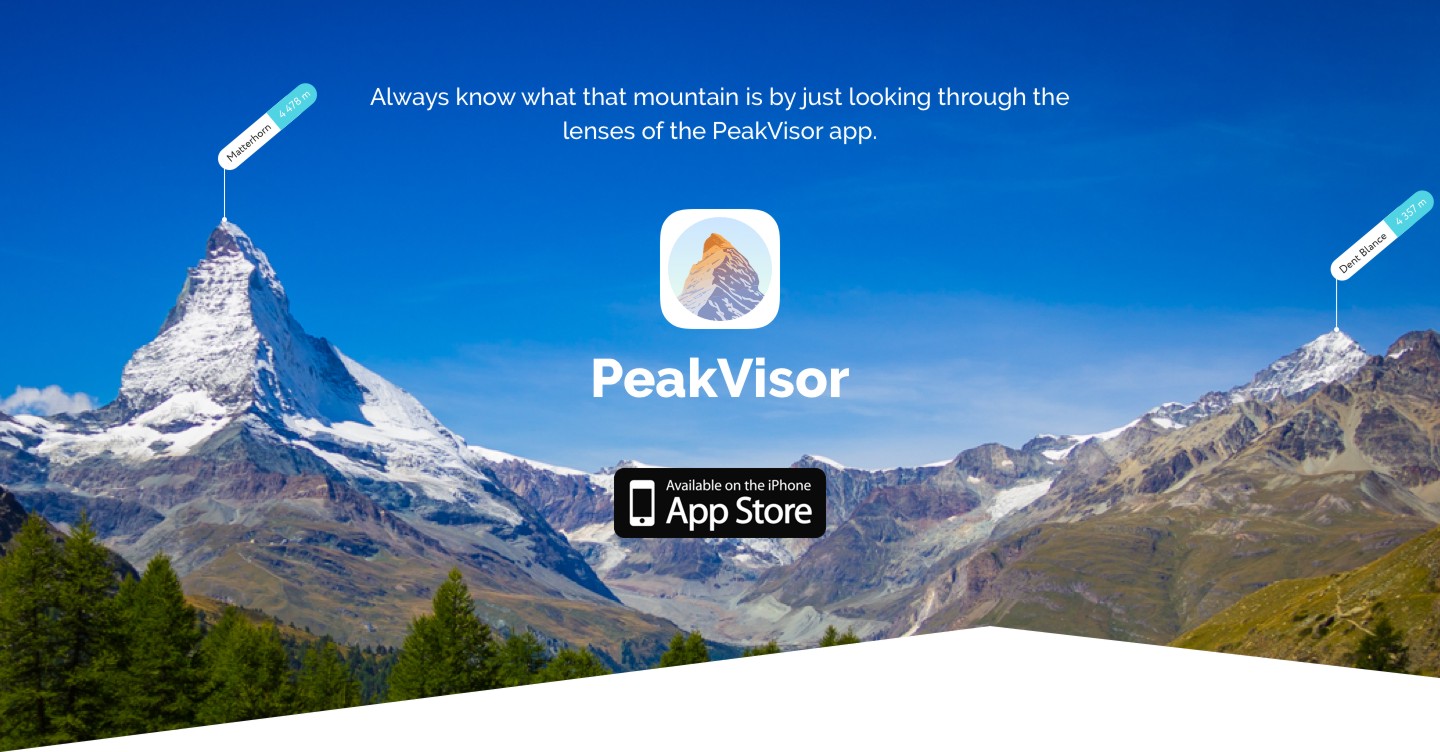 Always know what that mountain is by just looking through the
lenses of the PeakVisor app.
Matterhorn 4 478 m
Dent Blance 4 357 m
PeakVisor
Available on the iPhone
App Store